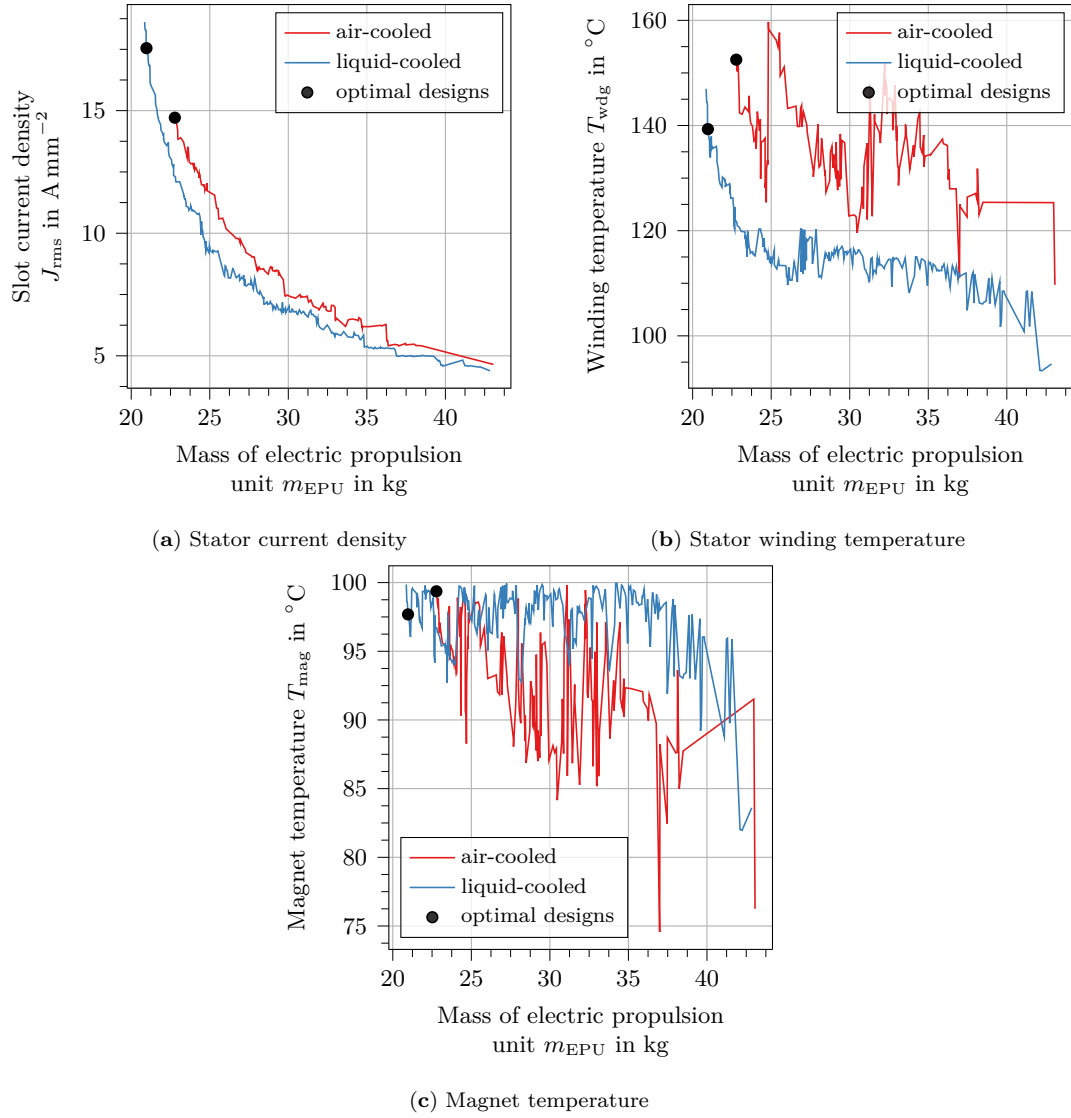 air-cooled
liquid-cooled
optimal designs
15
10
5
Slot current density
J_rms in A mm⁻²
20 25 30 35 40
Mass of electric propulsion
unit m_EPU in kg
(a) Stator current density
air-cooled
liquid-cooled
optimal designs
160
140
120
100
Winding temperature T_wdg in °C
20 25 30 35 40
Mass of electric propulsion
unit m_EPU in kg
(b) Stator winding temperature
100
95
90
85
80
75
Magnet temperature T_mag in °C
air-cooled
liquid-cooled
optimal designs
20 25 30 35 40
Mass of electric propulsion
unit m_EPU in kg
(c) Magnet temperature